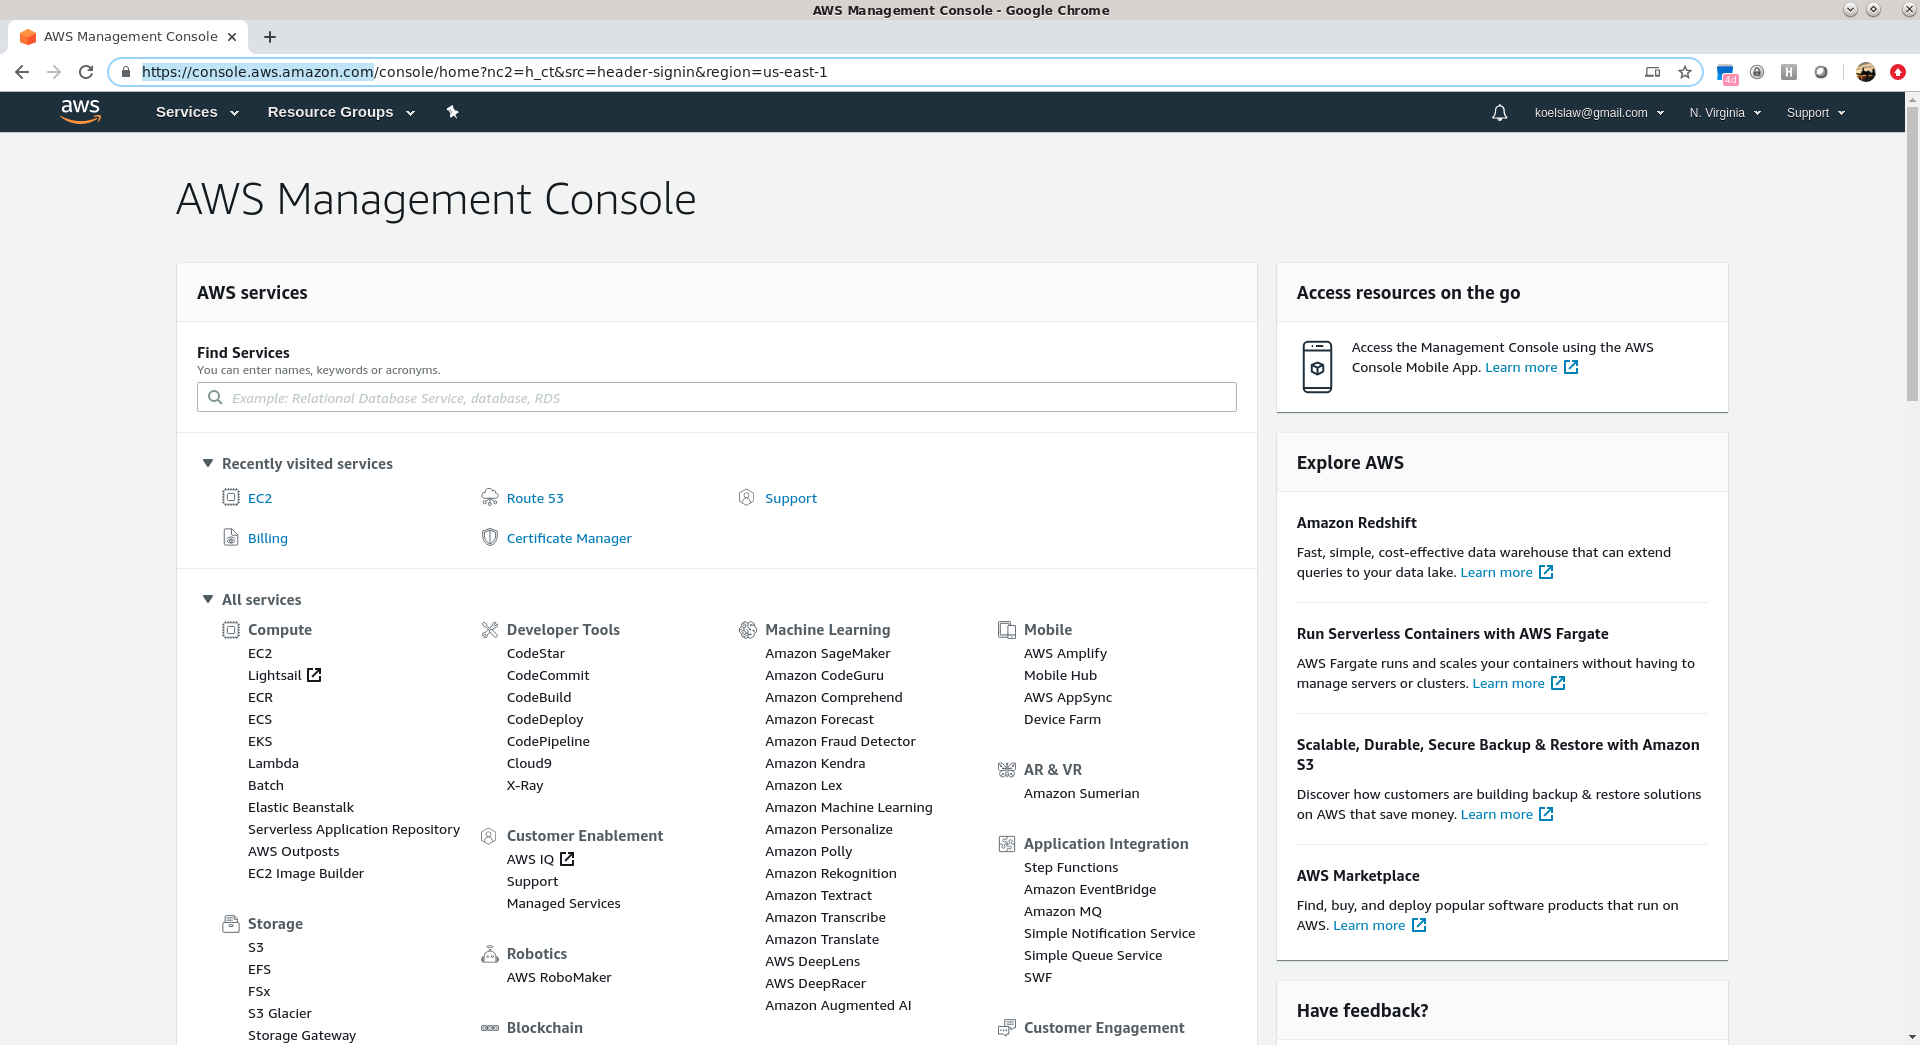 AWS Management Console - Google Chrome
AWS Management Console
https://console.aws.amazon.com/console/home?nc2=h_ct&src=header-signin&region=us-east-1
4d
H
aws
Services
Resource Groups
koelslaw@gmail.com
N. Virginia
Support
AWS Management Console
AWS services
Find Services
You can enter names, keywords or acronyms.
Example: Relational Database Service, database, RDS
Recently visited services
EC2
Route 53
Support
Billing
Certificate Manager
All services
Compute
EC2
Lightsail
ECR
ECS
EKS
Lambda
Batch
Elastic Beanstalk
Serverless Application Repository
AWS Outposts
EC2 Image Builder
Storage
S3
EFS
FSx
S3 Glacier
Storage Gateway
Developer Tools
CodeStar
CodeCommit
CodeBuild
CodeDeploy
CodePipeline
Cloud9
X-Ray
Customer Enablement
AWS IQ
Support
Managed Services
Robotics
AWS RoboMaker
Blockchain
Machine Learning
Amazon SageMaker
Amazon CodeGuru
Amazon Comprehend
Amazon Forecast
Amazon Fraud Detector
Amazon Kendra
Amazon Lex
Amazon Machine Learning
Amazon Personalize
Amazon Polly
Amazon Rekognition
Amazon Textract
Amazon Transcribe
Amazon Translate
AWS DeepLens
AWS DeepRacer
Amazon Augmented AI
Mobile
AWS Amplify
Mobile Hub
AWS AppSync
Device Farm
AR & VR
Amazon Sumerian
Application Integration
Step Functions
Amazon EventBridge
Amazon MQ
Simple Notification Service
Simple Queue Service
SWF
Customer Engagement
Access resources on the go
Access the Management Console using the AWS
Console Mobile App. Learn more
Explore AWS
Amazon Redshift
Fast, simple, cost-effective data warehouse that can extend
queries to your data lake. Learn more
Run Serverless Containers with AWS Fargate
AWS Fargate runs and scales your containers without having to
manage servers or clusters. Learn more
Scalable, Durable, Secure Backup & Restore with Amazon
S3
Discover how customers are building backup & restore solutions
on AWS that save money. Learn more
AWS Marketplace
Find, buy, and deploy popular software products that run on
AWS. Learn more
Have feedback?